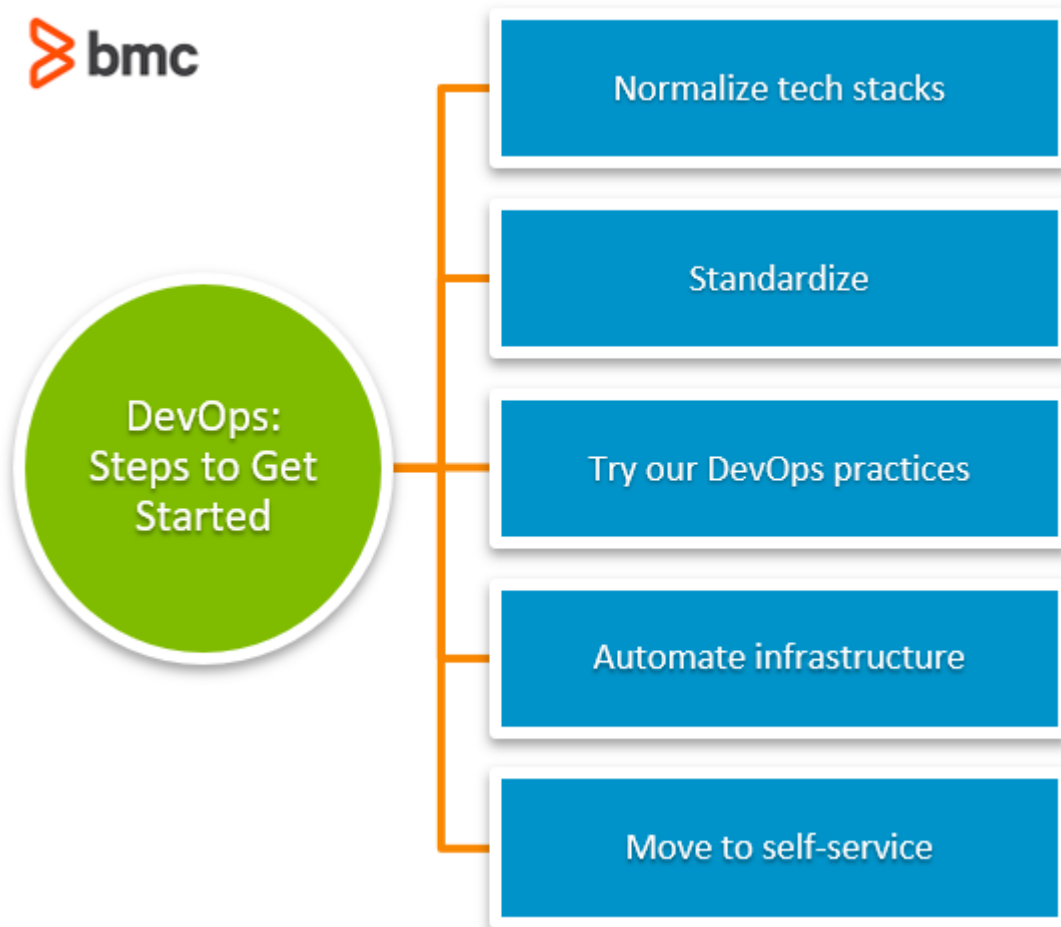 bmc
DevOps:
Steps to Get
Started
Normalize tech stacks
Standardize
Try our DevOps practices
Automate infrastructure
Move to self-service